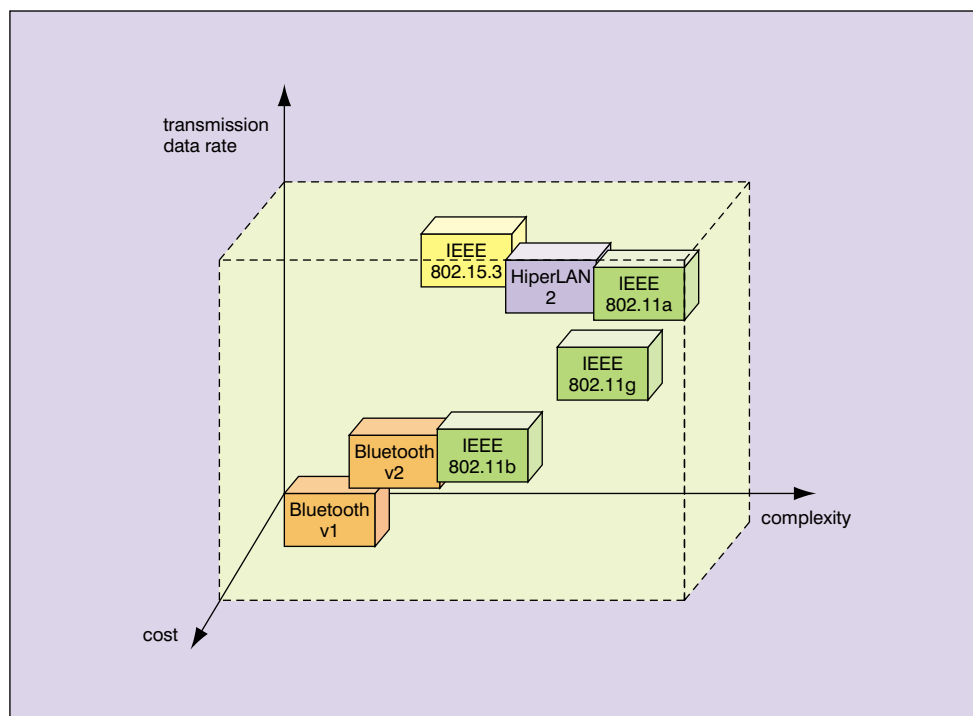 transmission
data rate
IEEE
802.15.3
HiperLAN
2
IEEE
802.11a
IEEE
802.11g
Bluetooth
v2
IEEE
802.11b
Bluetooth
v1
complexity
cost